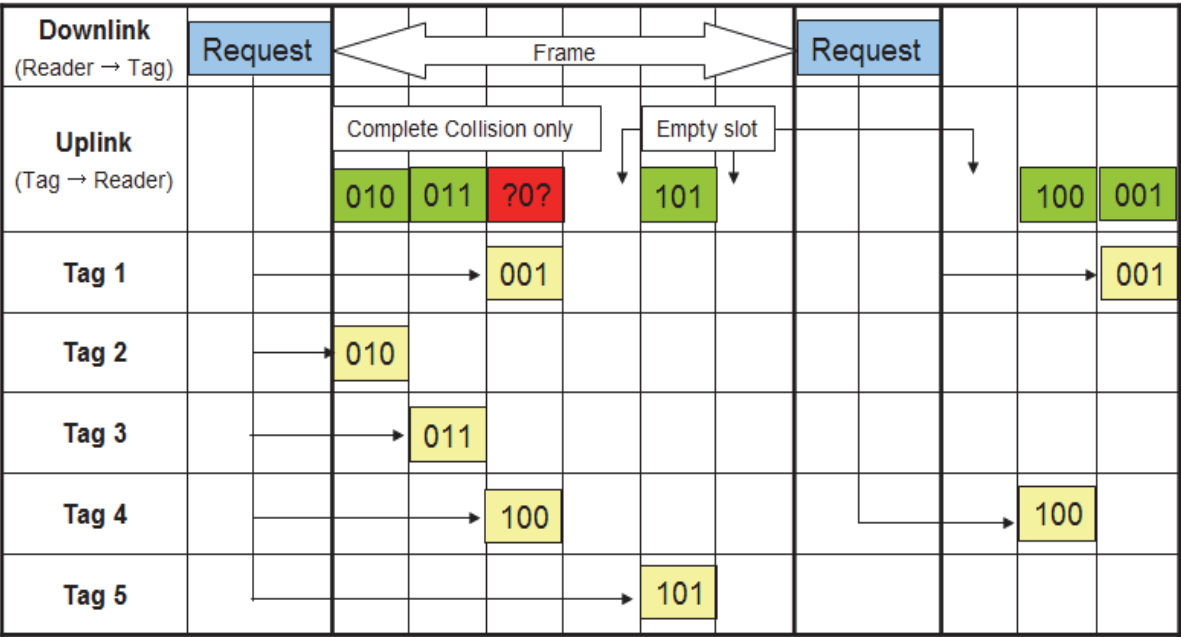 Downlink
(Reader → Tag)
Request
Frame
Request
Uplink
(Tag → Reader)
Complete Collision only
Empty slot
010
011
?0?
101
100
001
Tag 1
001
001
Tag 2
010
Tag 3
011
Tag 4
100
100
Tag 5
101